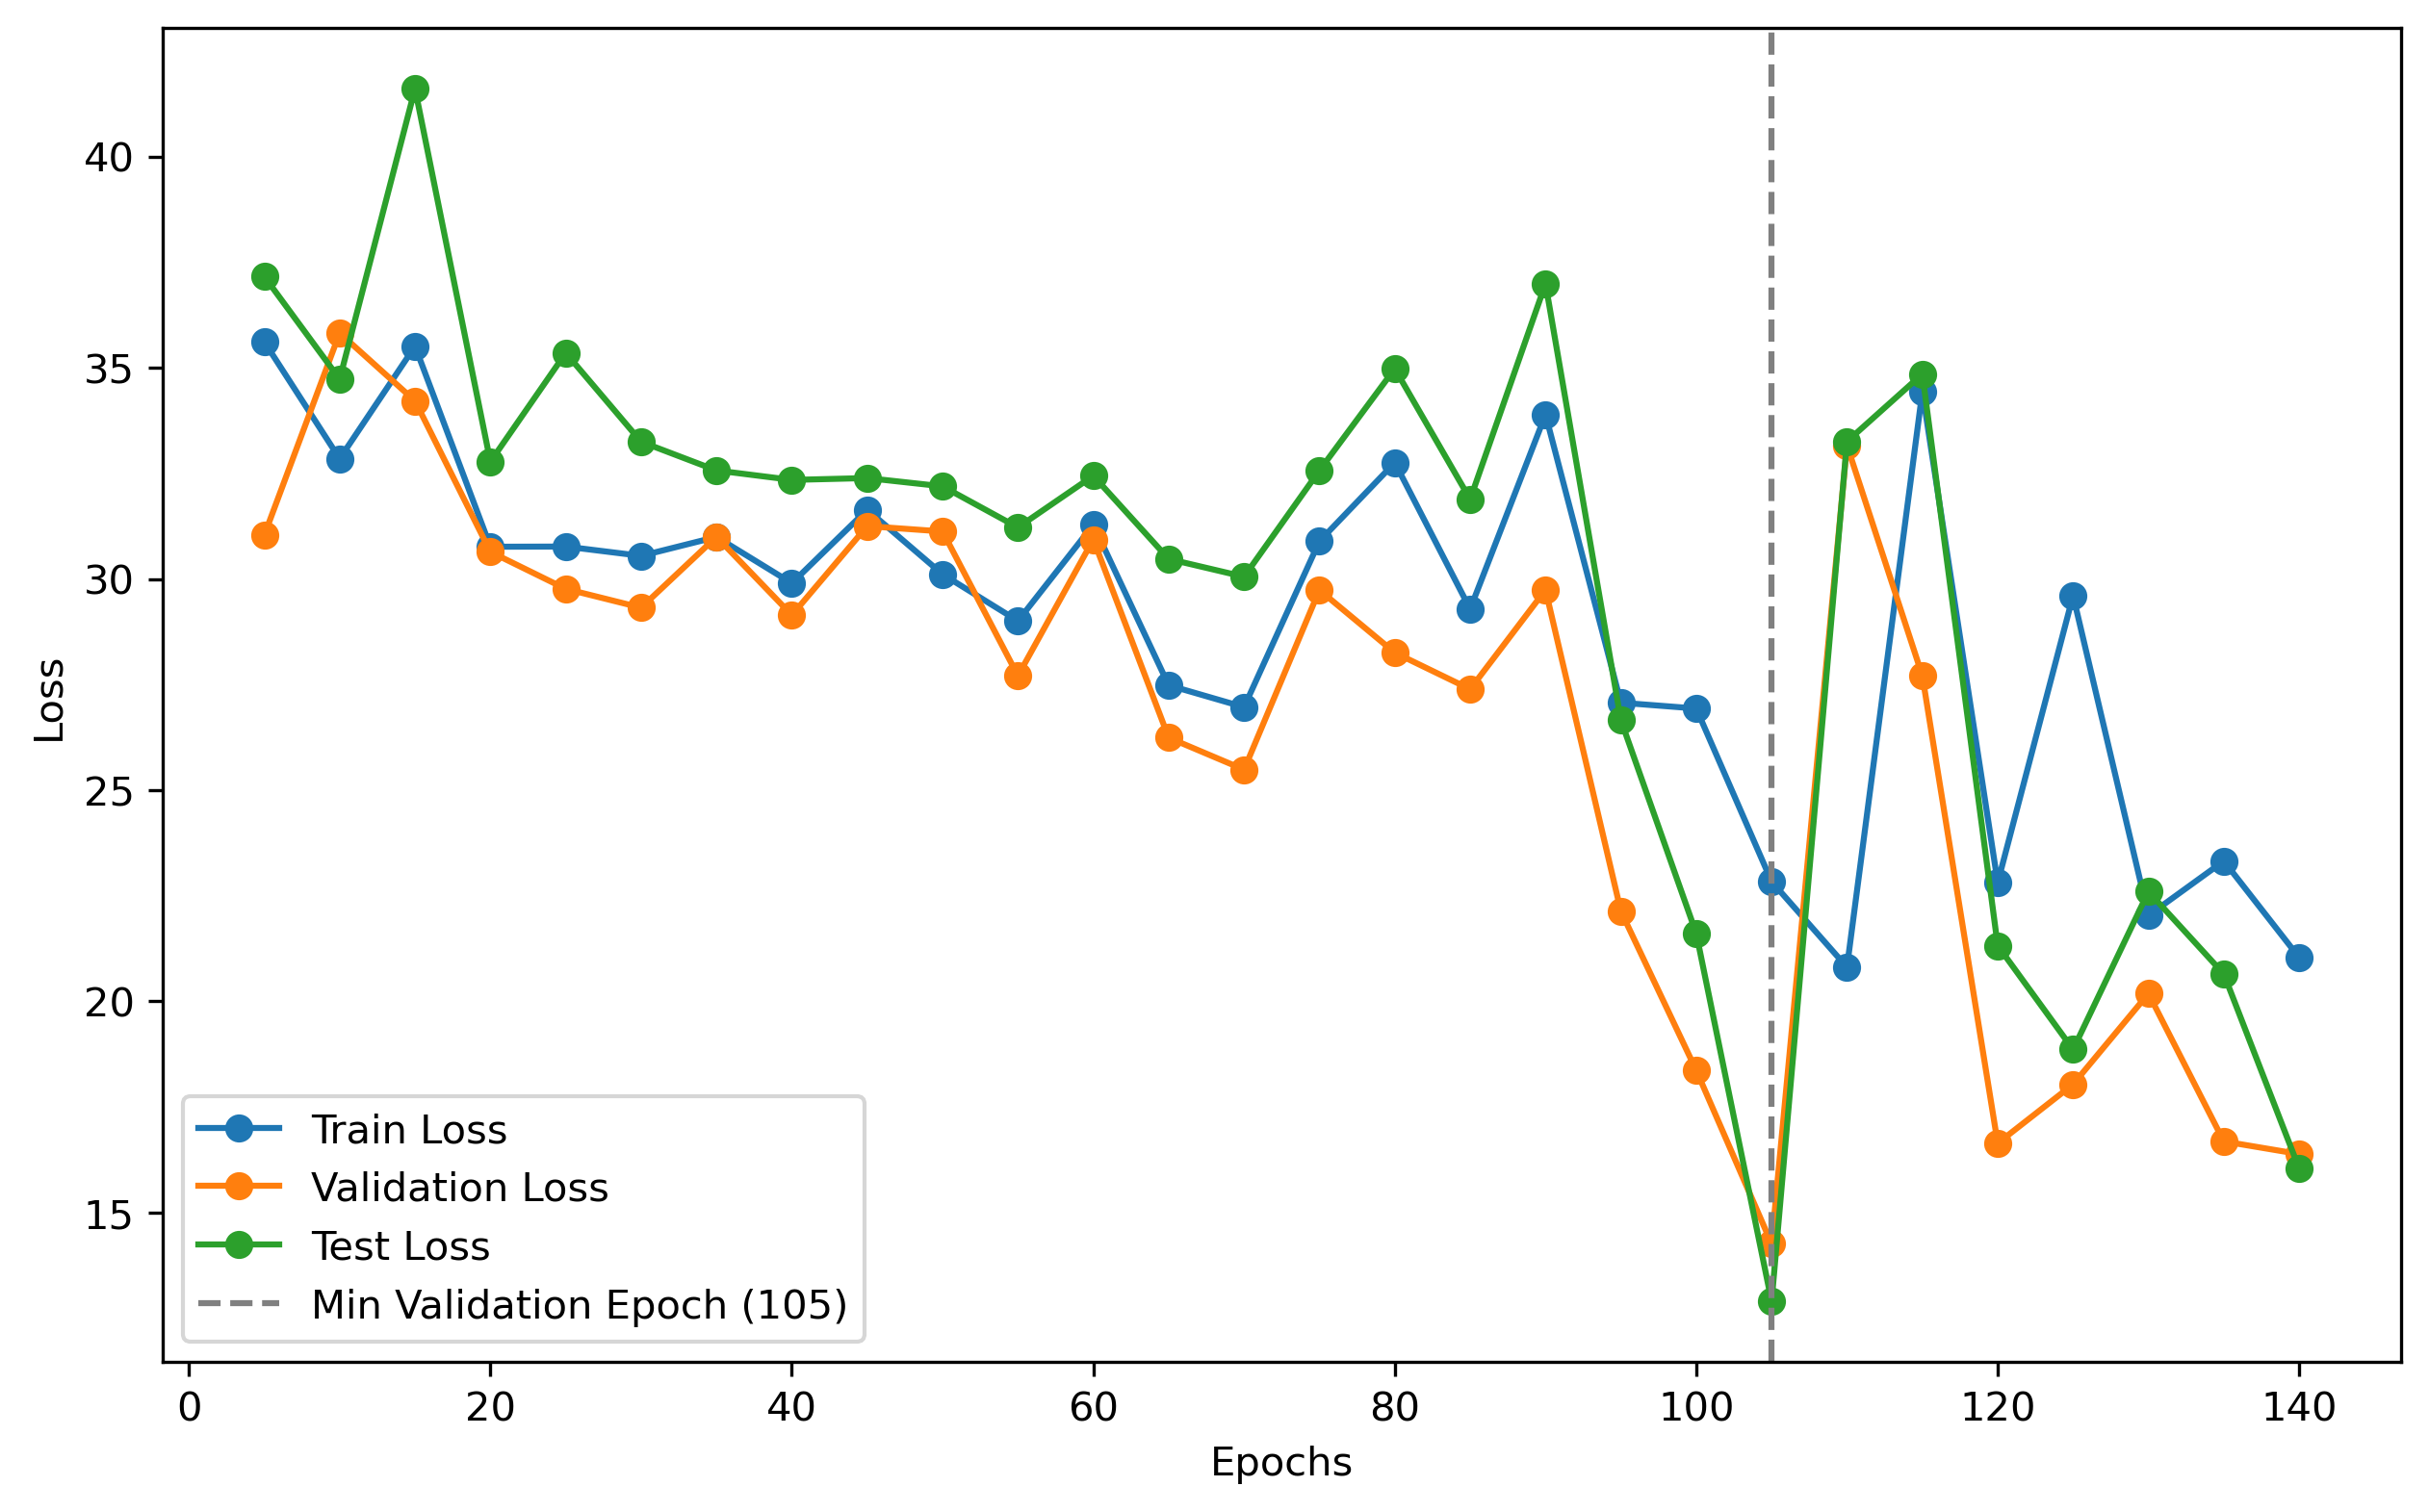 40
35
30
25
20
15
Loss
Train Loss
Validation Loss
Test Loss
Min Validation Epoch (105)
0 20 40 60 80 100 120 140
Epochs